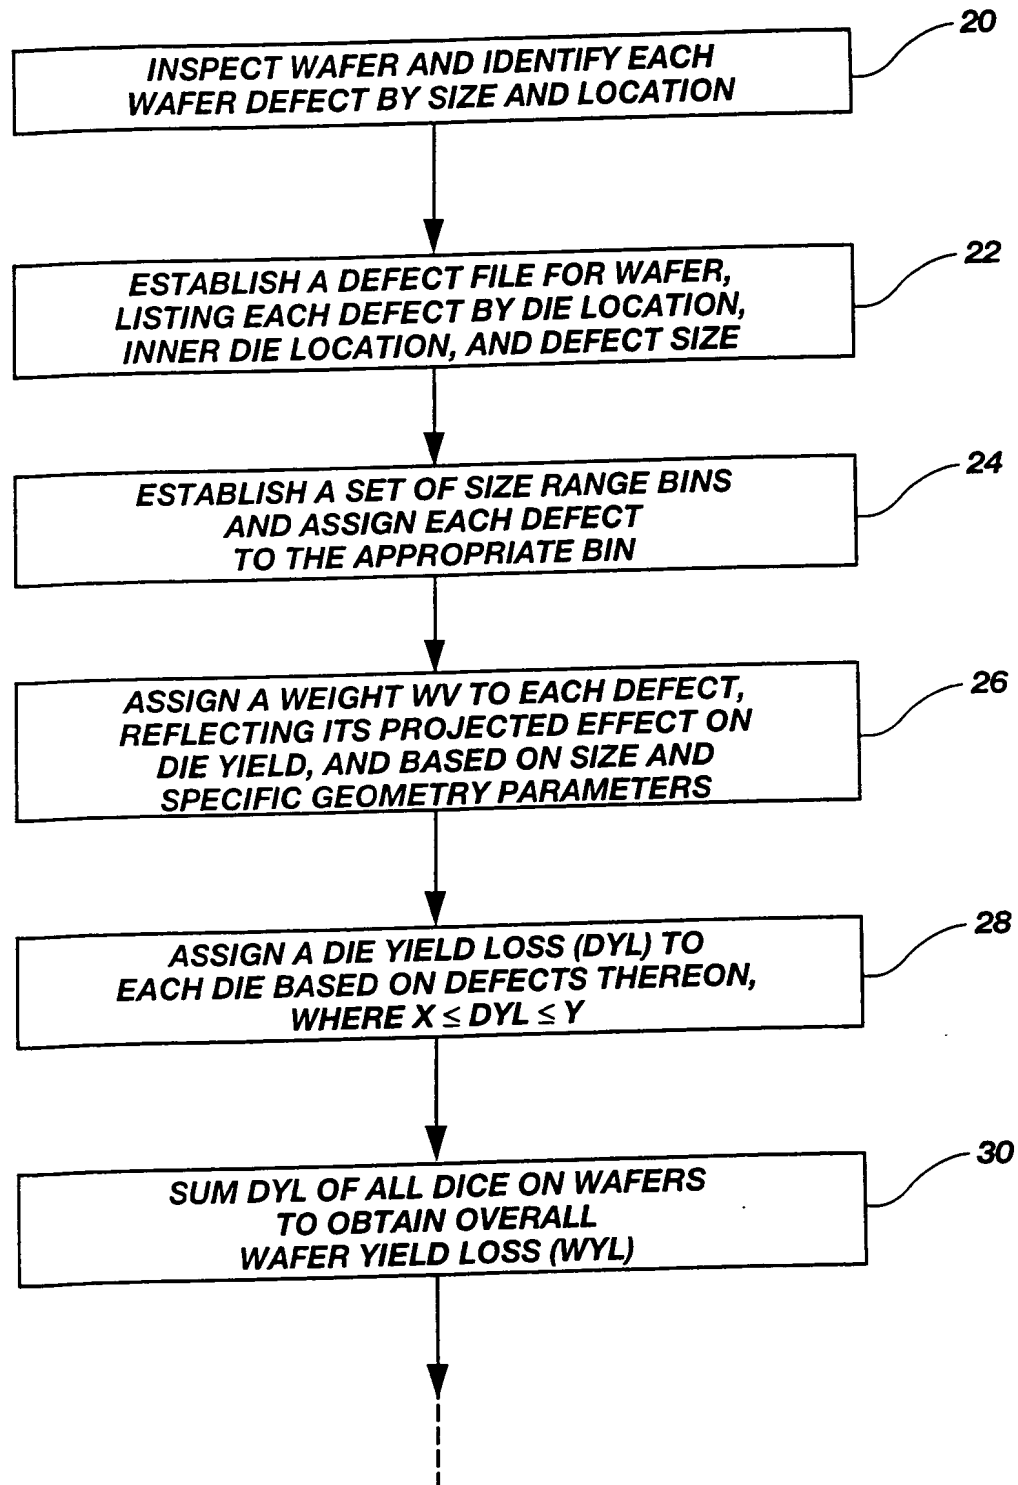 20
INSPECT WAFER AND IDENTIFY EACH
WAFER DEFECT BY SIZE AND LOCATION
22
ESTABLISH A DEFECT FILE FOR WAFER,
LISTING EACH DEFECT BY DIE LOCATION,
INNER DIE LOCATION, AND DEFECT SIZE
24
ESTABLISH A SET OF SIZE RANGE BINS
AND ASSIGN EACH DEFECT
TO THE APPROPRIATE BIN
26
ASSIGN A WEIGHT WV TO EACH DEFECT,
REFLECTING ITS PROJECTED EFFECT ON
DIE YIELD, AND BASED ON SIZE AND
SPECIFIC GEOMETRY PARAMETERS
28
ASSIGN A DIE YIELD LOSS (DYL) TO
EACH DIE BASED ON DEFECTS THEREON,
WHERE X ≤ DYL ≤ Y
30
SUM DYL OF ALL DICE ON WAFERS
TO OBTAIN OVERALL
WAFER YIELD LOSS (WYL)